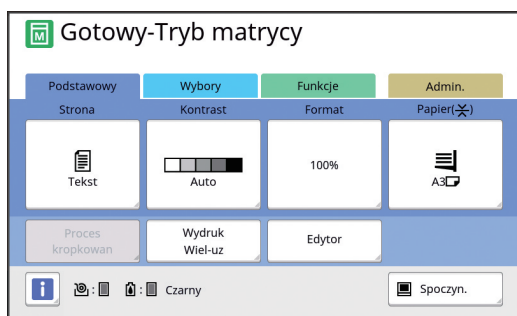 M Gotowy-Tryb matrycy
Podstawowy Wybory Funkcje Admin.
Strona Kontrast Format Papier( )
Tekst Auto 100% A3
Proces
kropkowan
Wydruk
Wiel-uz
Edytor
i : : Czarny Spoczyn.